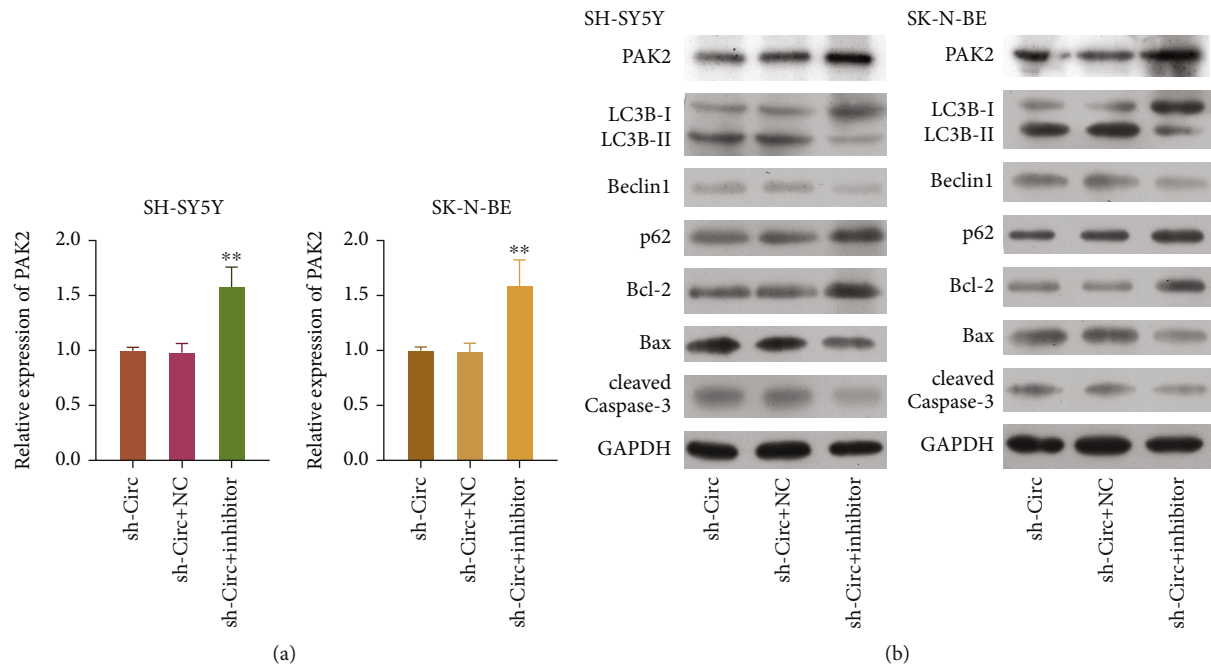 SH-SY5Y
Relative expression of PAK2
2.0
1.5
1.0
0.5
0.0
**
sh-Circ
sh-Circ+NC
sh-Circ+inhibitor
SK-N-BE
Relative expression of PAK2
2.0
1.5
1.0
0.5
0.0
**
sh-Circ
sh-Circ+NC
sh-Circ+inhibitor
(a)
SH-SY5Y
PAK2
LC3B-I
LC3B-II
Beclin1
p62
Bcl-2
Bax
cleaved
Caspase-3
GAPDH
sh-Circ
sh-Circ+NC
sh-Circ+inhibitor
SK-N-BE
PAK2
LC3B-I
LC3B-II
Beclin1
p62
Bcl-2
Bax
cleaved
Caspase-3
GAPDH
sh-Circ
sh-Circ+NC
sh-Circ+inhibitor
(b)